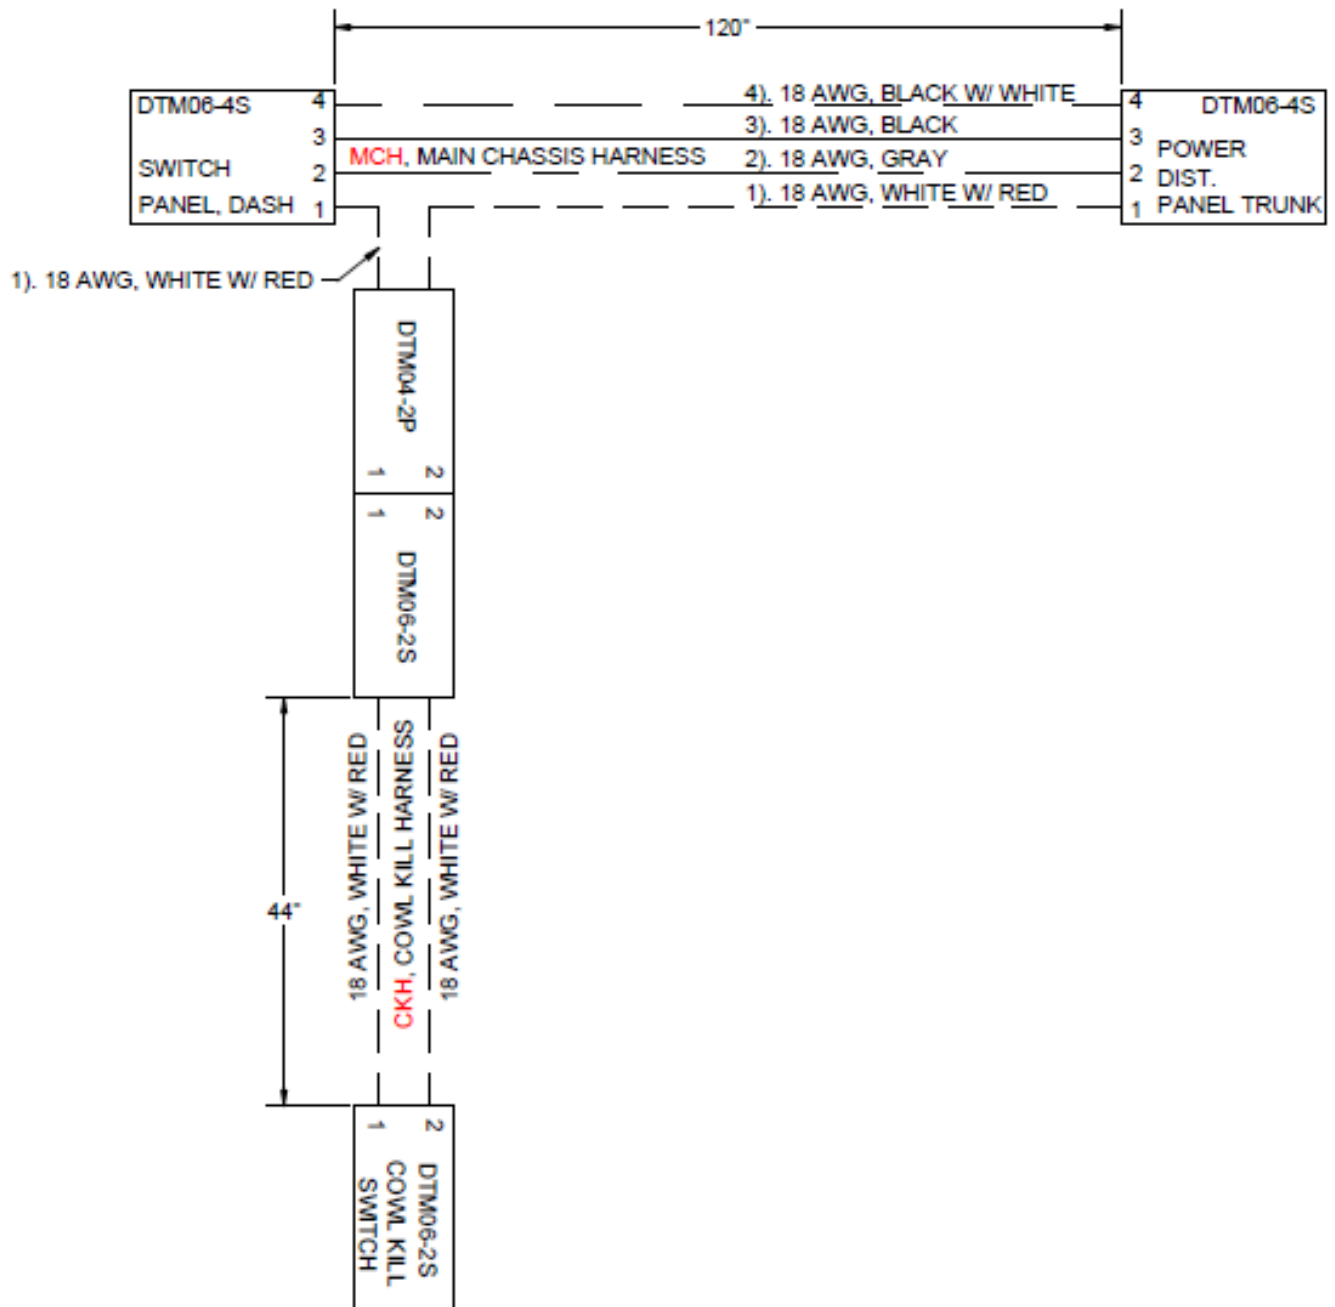 120"
DTM06-4S 4
3
SWITCH 2
PANEL, DASH 1
4). 18 AWG, BLACK W/ WHITE
3). 18 AWG, BLACK
MCH, MAIN CHASSIS HARNESS 2). 18 AWG, GRAY
1). 18 AWG, WHITE W/ RED
4 DTM06-4S
3 POWER
2 DIST.
1 PANEL TRUNK
1). 18 AWG, WHITE W/ RED
DTM04-2P
1 2
1 2
DTM06-2S
44"
18 AWG, WHITE W/ RED
CKH, COWL KILL HARNESS
18 AWG, WHITE W/ RED
1 2
DTM06-2S
COWL KILL
SWITCH